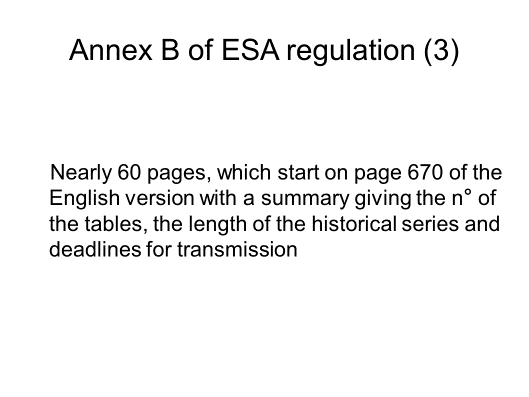 Annex B of ESA regulation (3)
Nearly 60 pages, which start on page 670 of the
English version with a summary giving the n° of
the tables, the length of the historical series and
deadlines for transmission